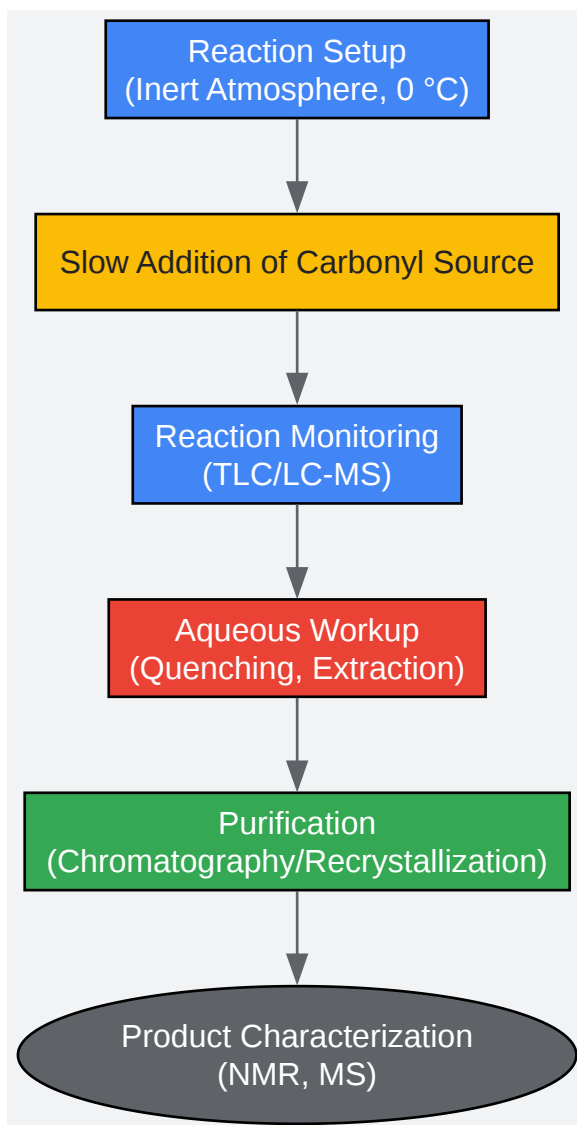 Reaction Setup
(Inert Atmosphere, 0 °C)
Slow Addition of Carbonyl Source
Reaction Monitoring
(TLC/LC-MS)
Aqueous Workup
(Quenching, Extraction)
Purification
(Chromatography/Recrystallization)
Product Characterization
(NMR, MS)